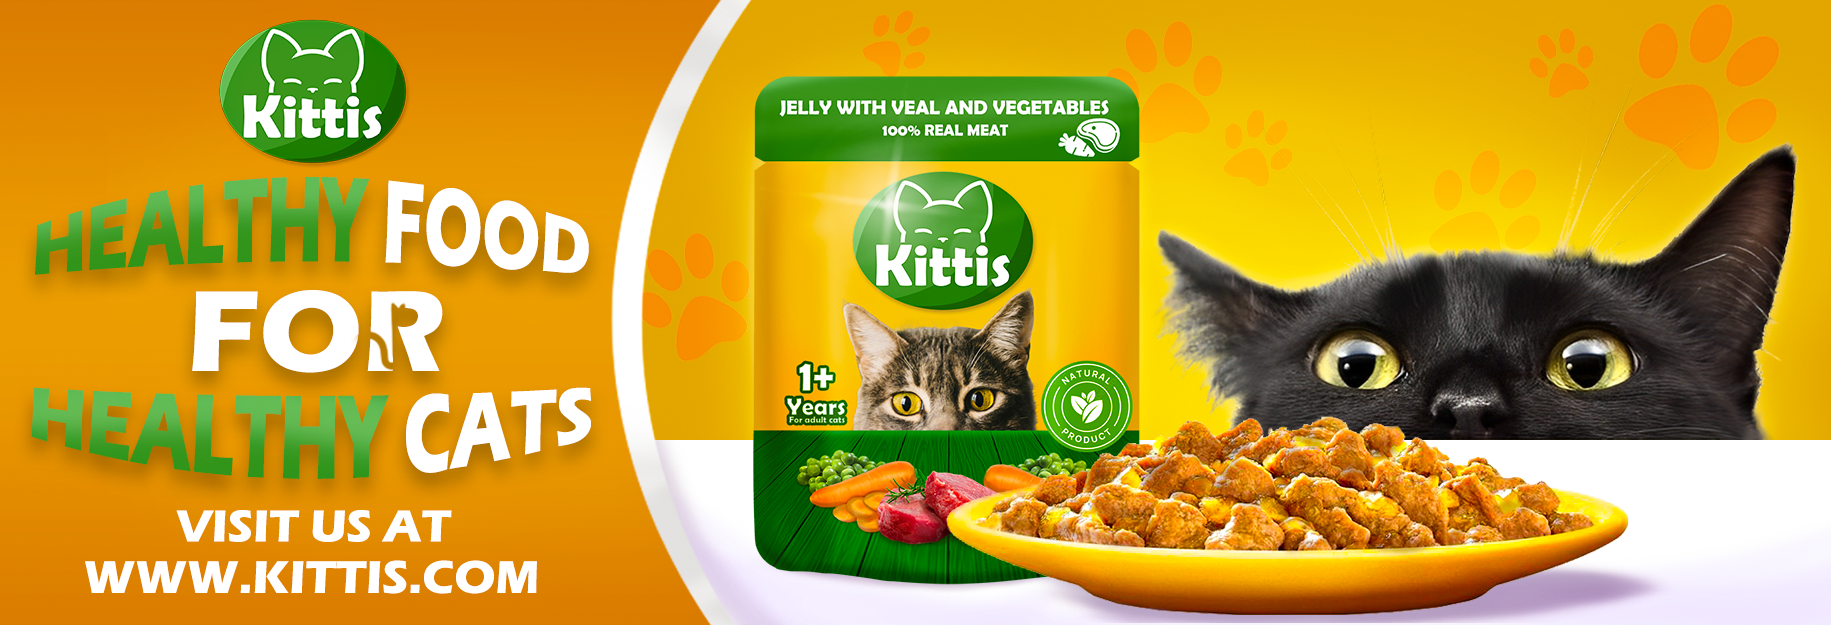 Kittis
HEALTHY FOOD
FOR
HEALTHY CATS
VISIT US AT
WWW.KITTIS.COM
JELLY WITH VEAL AND VEGETABLES
100% REAL MEAT
Kittis
1+
Years
For adult cats
NATURAL
PRODUCT